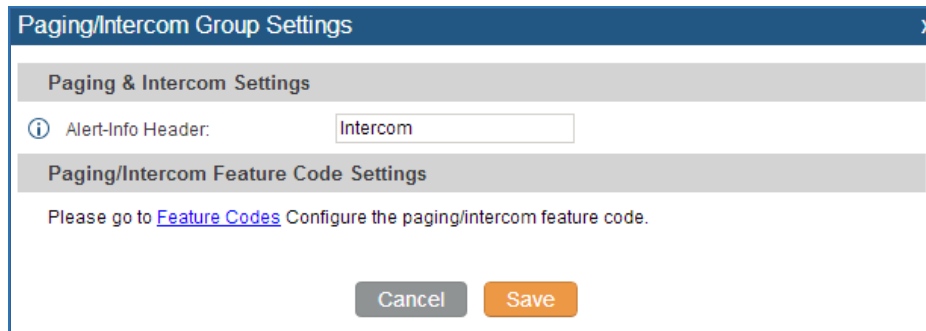 Paging/Intercom Group Settings
Paging & Intercom Settings
Alert-Info Header: Intercom
Paging/Intercom Feature Code Settings
Please go to Feature Codes Configure the paging/intercom feature code.
Cancel Save